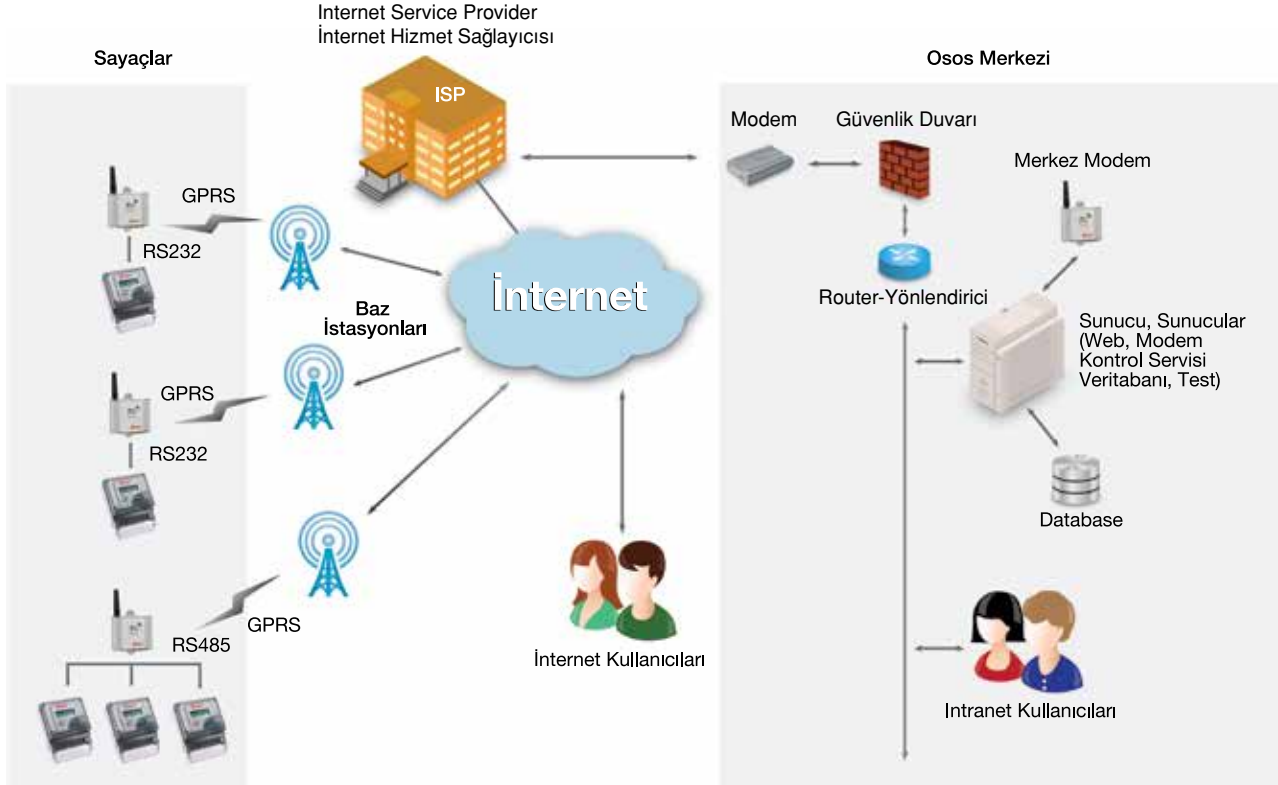 Internet Service Provider
İnternet Hizmet Sağlayıcısı
Sayaçlar
Osos Merkezi
ISP
Modem
Güvenlik Duvarı
Merkez Modem
GPRS
RS232
İnternet
Router-Yönlendirici
Baz
İstasyonları
Sunucu, Sunucular
(Web, Modem
Kontrol Servisi
Veritabanı, Test)
GPRS
RS232
Database
GPRS
RS485
İnternet Kullanıcıları
Intranet Kullanıcıları